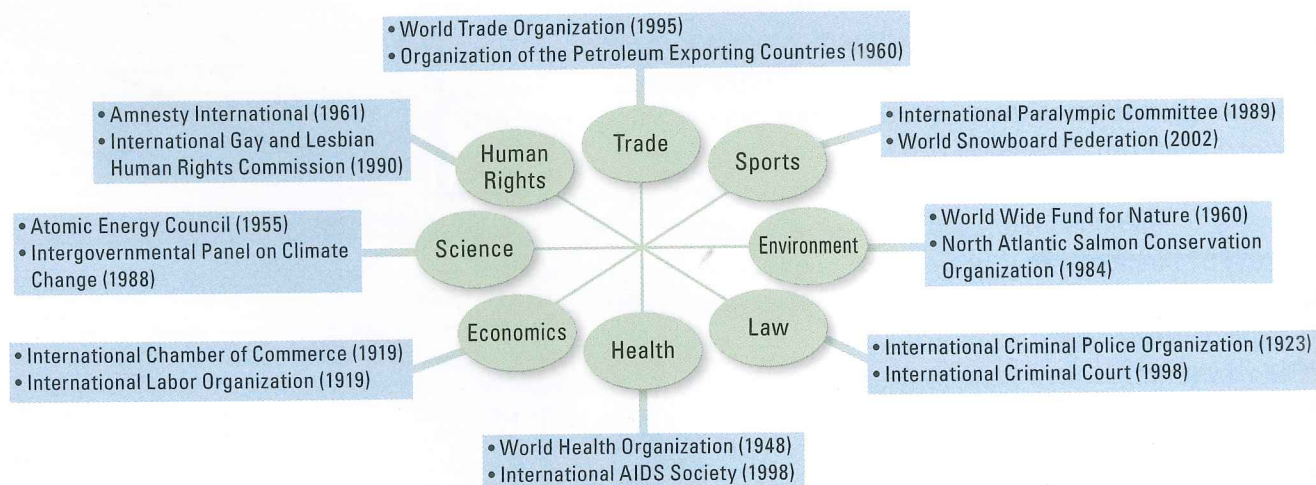 • World Trade Organization (1995)
• Organization of the Petroleum Exporting Countries (1960)
Trade
• International Paralympic Committee (1989)
• World Snowboard Federation (2002)
Sports
• World Wide Fund for Nature (1960)
• North Atlantic Salmon Conservation
Organization (1984)
Environment
• International Criminal Police Organization (1923)
• International Criminal Court (1998)
Law
• World Health Organization (1948)
• International AIDS Society (1998)
Health
• International Chamber of Commerce (1919)
• International Labor Organization (1919)
Economics
• Atomic Energy Council (1955)
• Intergovernmental Panel on Climate
Change (1988)
Science
• Amnesty International (1961)
• International Gay and Lesbian
Human Rights Commission (1990)
Human
Rights